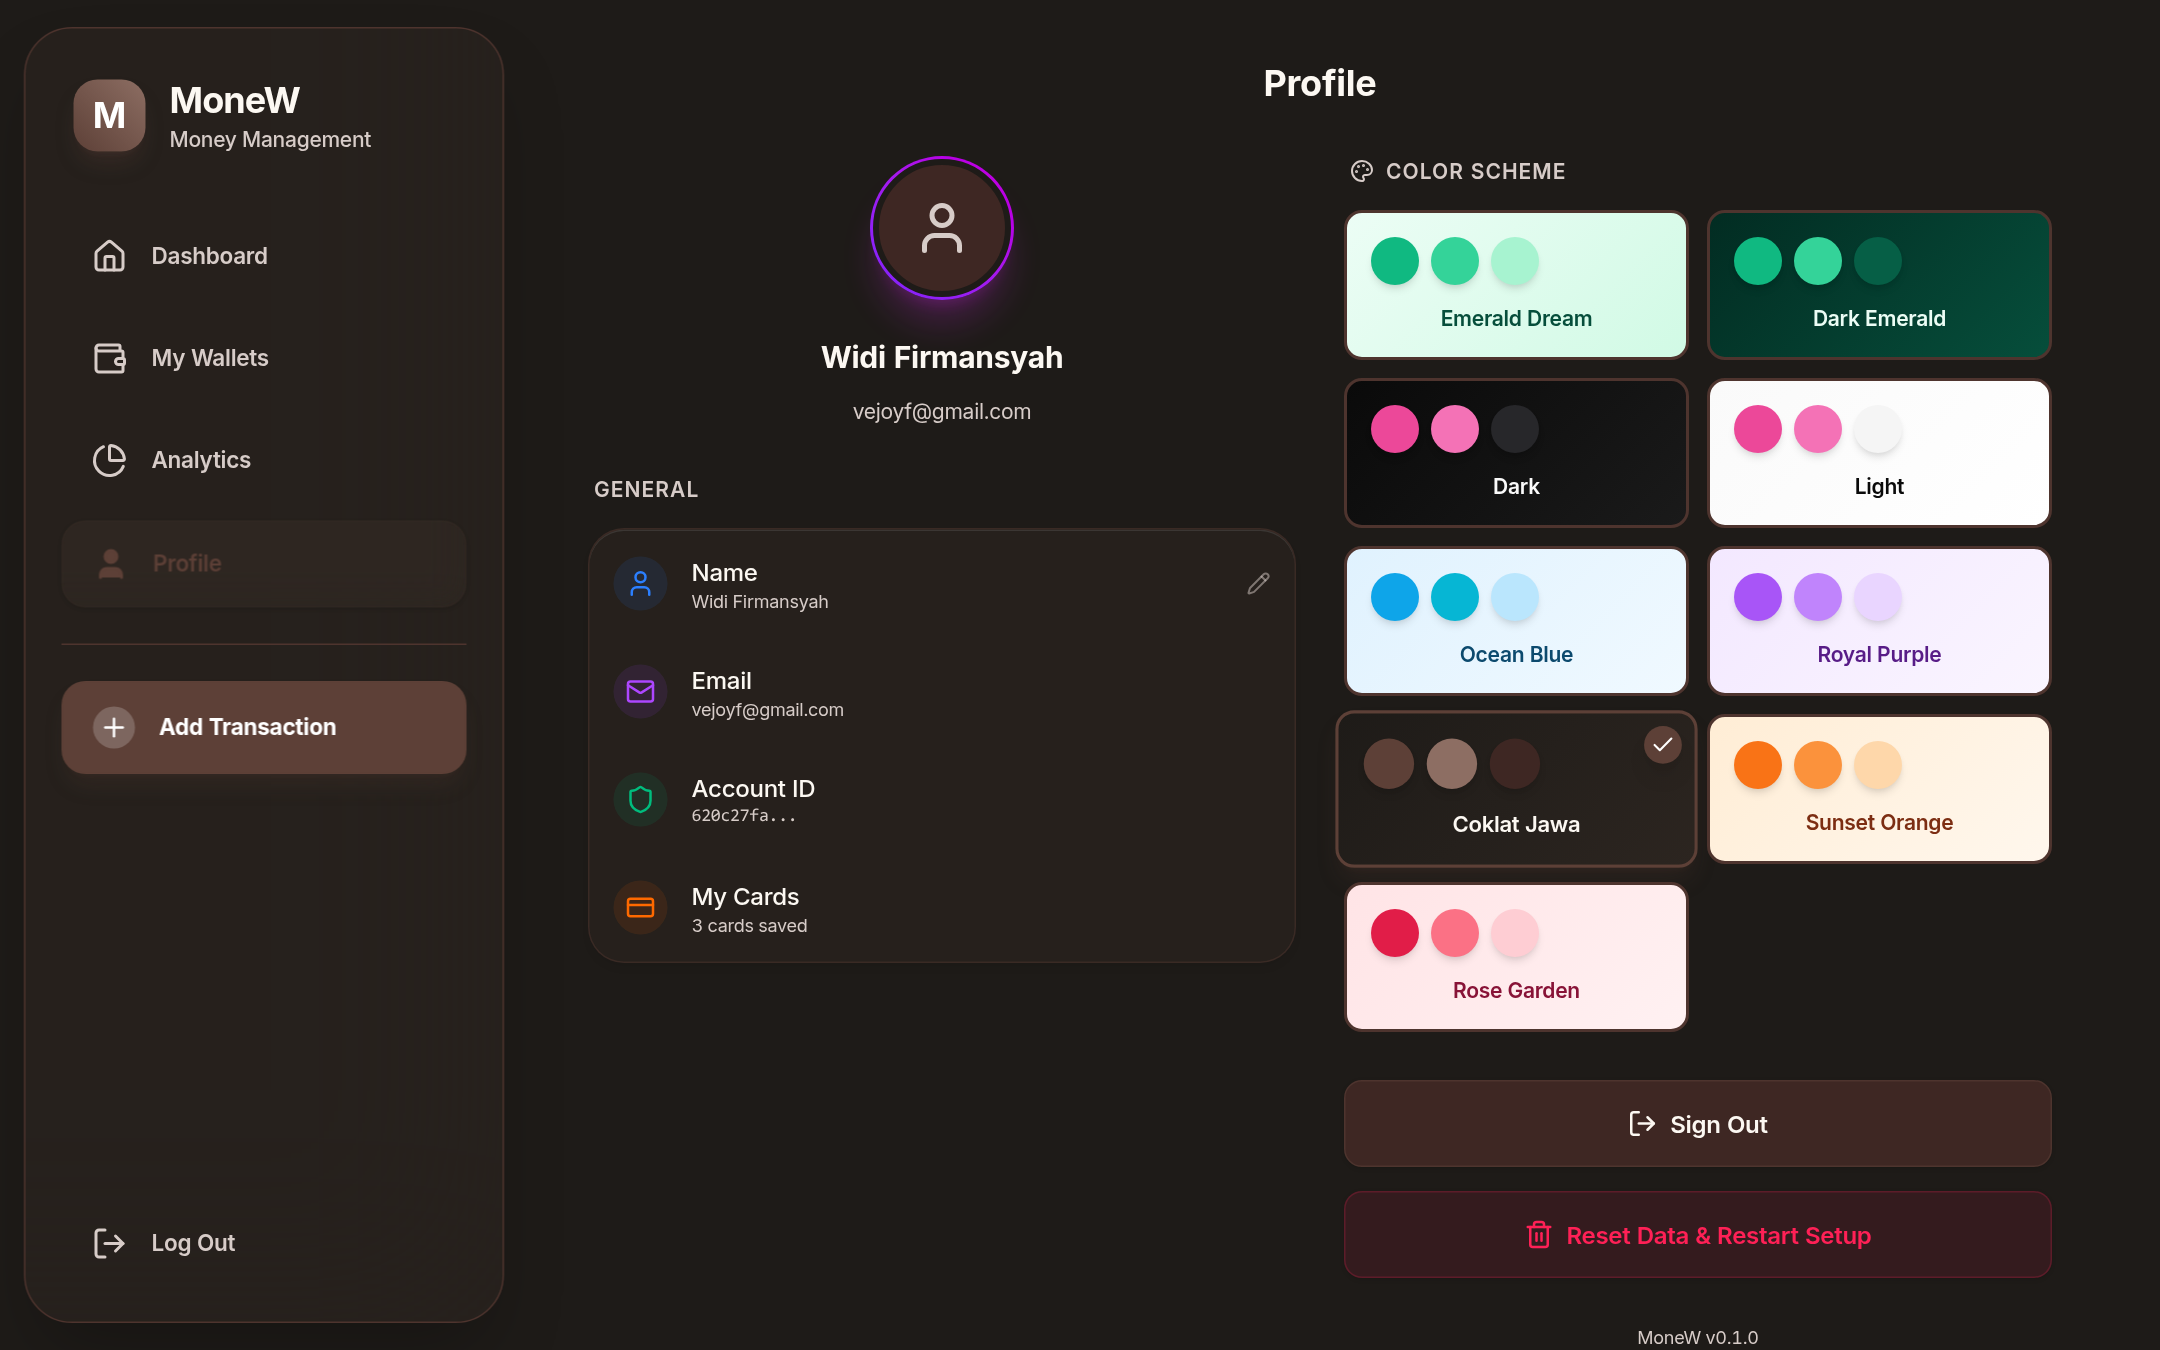 M
MoneW
Money Management
Dashboard
My Wallets
Analytics
Profile
Add Transaction
Log Out
Profile
Widi Firmansyah
vejoyf@gmail.com
GENERAL
Name
Widi Firmansyah
Email
vejoyf@gmail.com
Account ID
620c27fa...
My Cards
3 cards saved
COLOR SCHEME
Emerald Dream
Dark Emerald
Dark
Light
Ocean Blue
Royal Purple
Coklat Jawa
Sunset Orange
Rose Garden
Sign Out
Reset Data & Restart Setup
MoneW v0.1.0